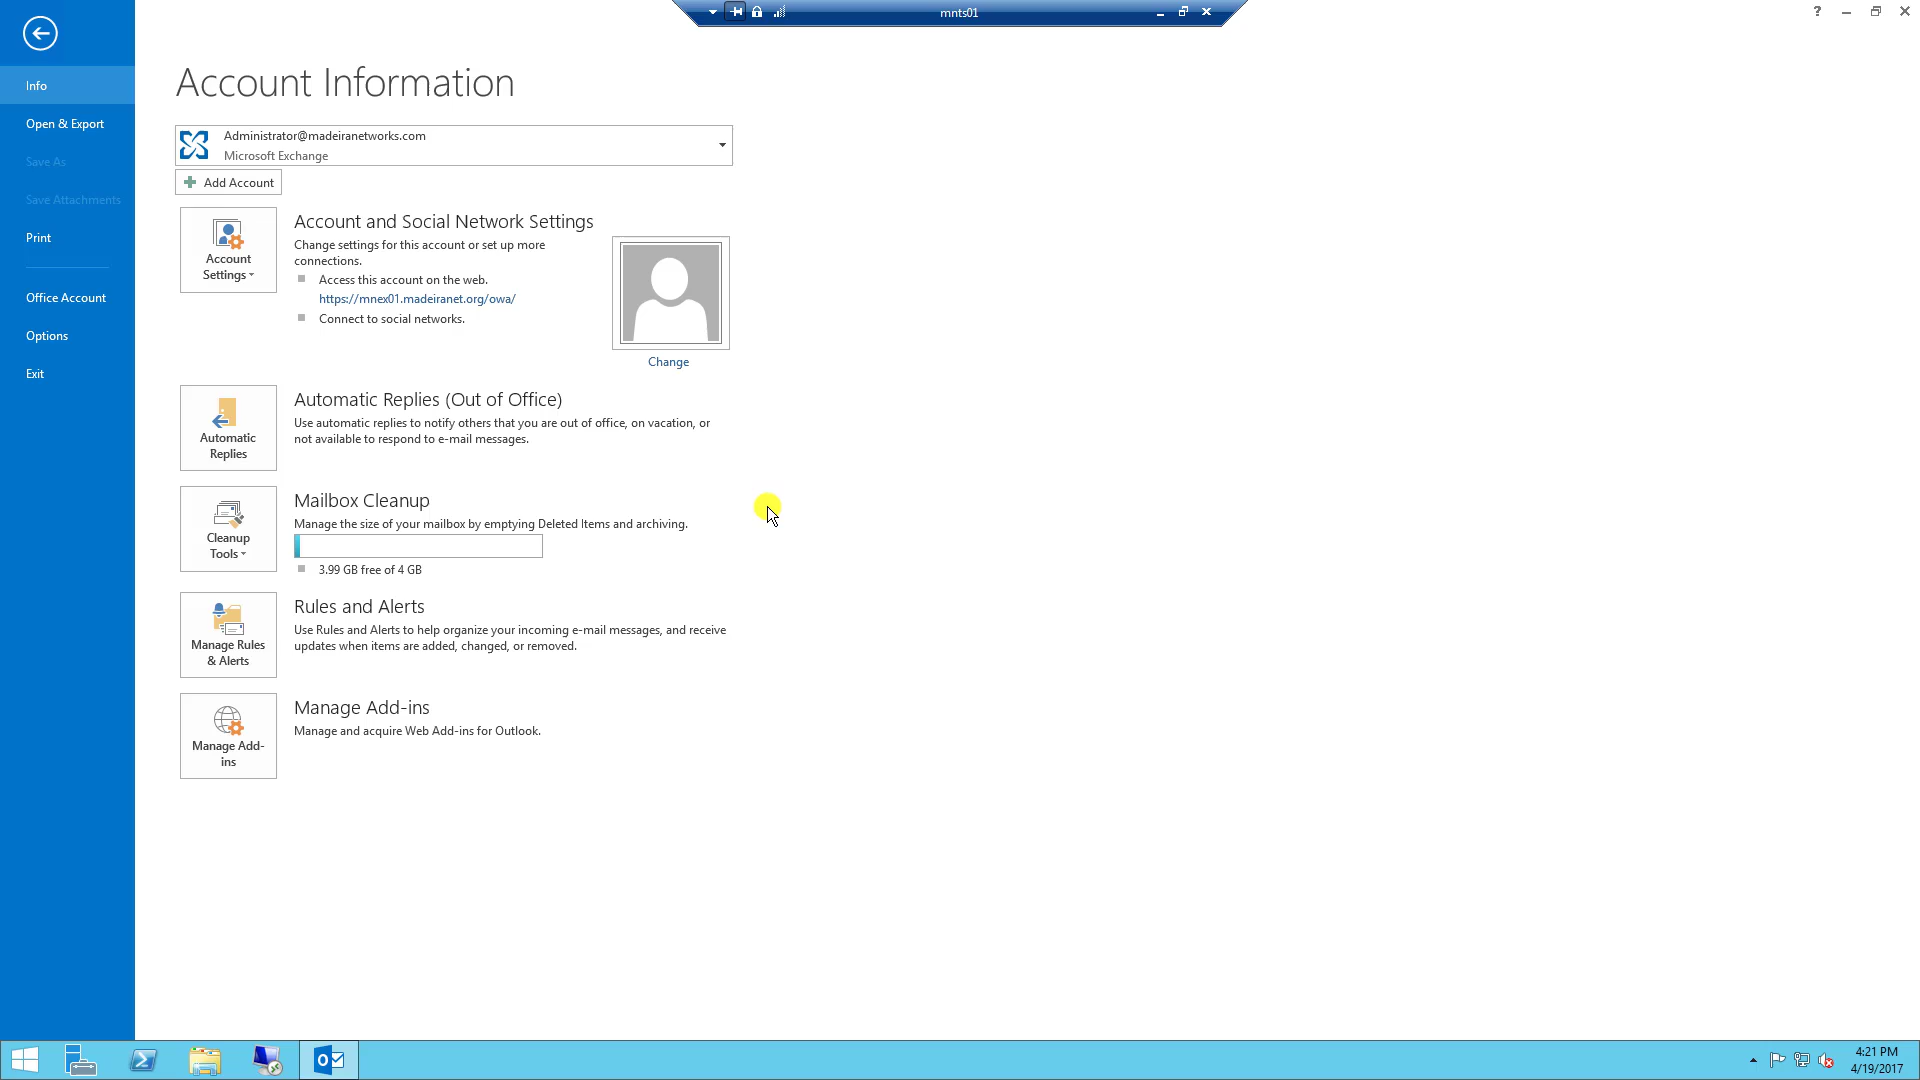 mnts01
?
Info
Open & Export
Save As
Save Attachments
Print
Office Account
Options
Exit
Account Information
Administrator@madeiranetworks.com
Microsoft Exchange
Add Account
Account
Settings
Account and Social Network Settings
Change settings for this account or set up more
connections.
Access this account on the web.
https://mnex01.madeiranet.org/owa/
Connect to social networks.
Change
Automatic
Replies
Automatic Replies (Out of Office)
Use automatic replies to notify others that you are out of office, on vacation, or
not available to respond to e-mail messages.
Cleanup
Tools
Mailbox Cleanup
Manage the size of your mailbox by emptying Deleted Items and archiving.
3.99 GB free of 4 GB
Manage Rules
& Alerts
Rules and Alerts
Use Rules and Alerts to help organize your incoming e-mail messages, and receive
updates when items are added, changed, or removed.
Manage Add-
ins
Manage Add-ins
Manage and acquire Web Add-ins for Outlook.
4:21 PM
4/19/2017